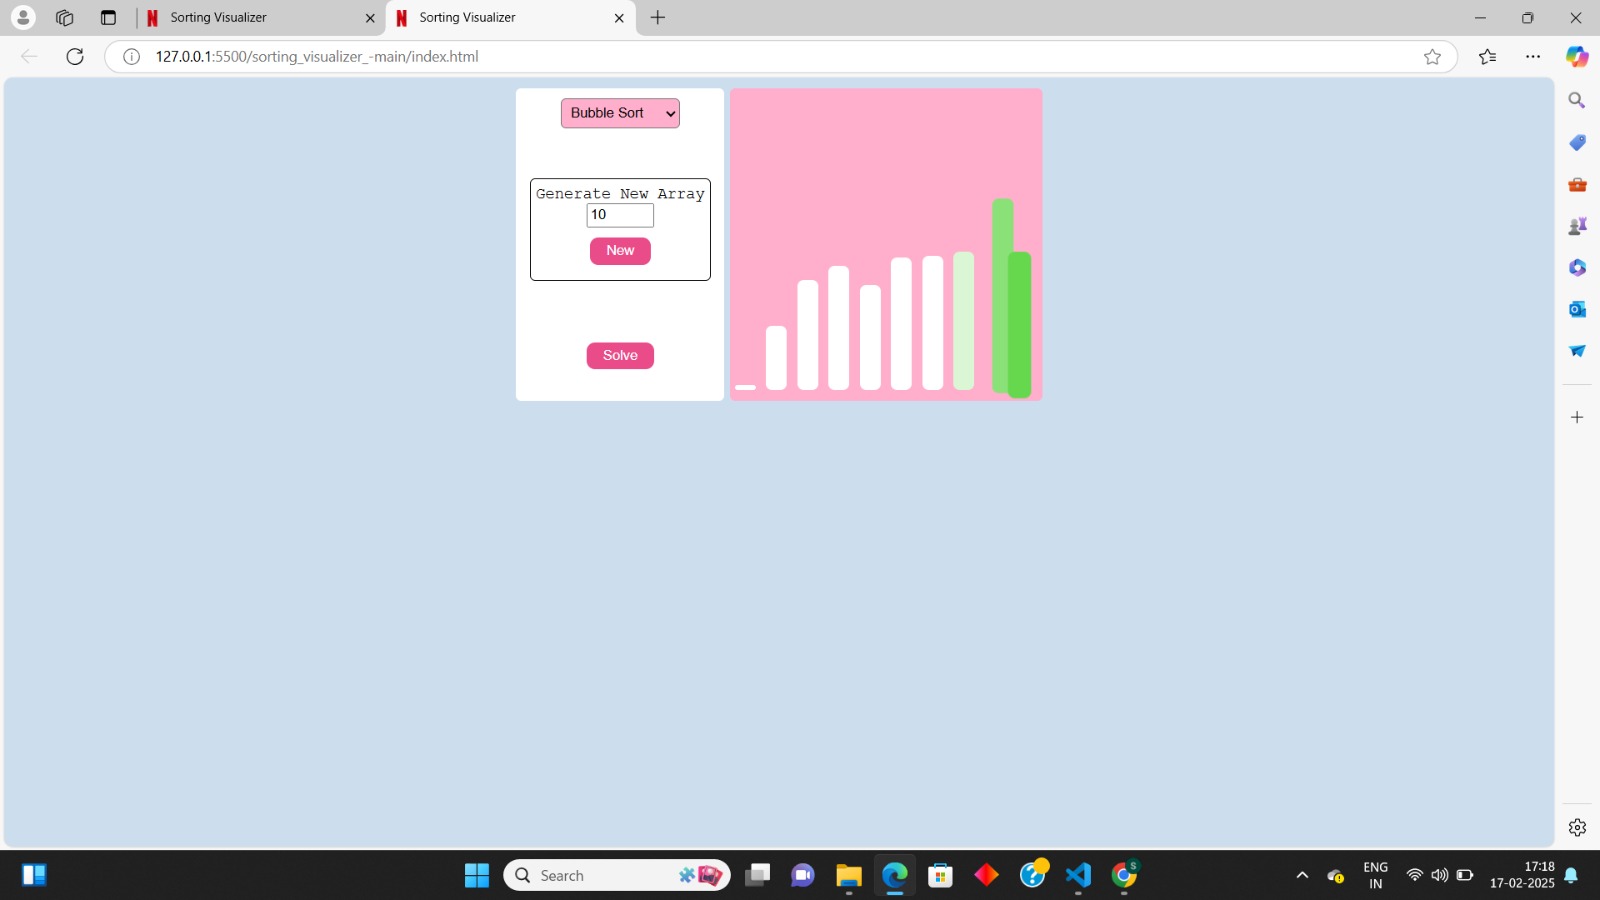 Sorting Visualizer
Sorting Visualizer
127.0.0.1:5500/sorting_visualizer_-main/index.html
Bubble Sort
Generate New Array
10
New
Solve
Search
ENG
IN
17:18
17-02-2025
S